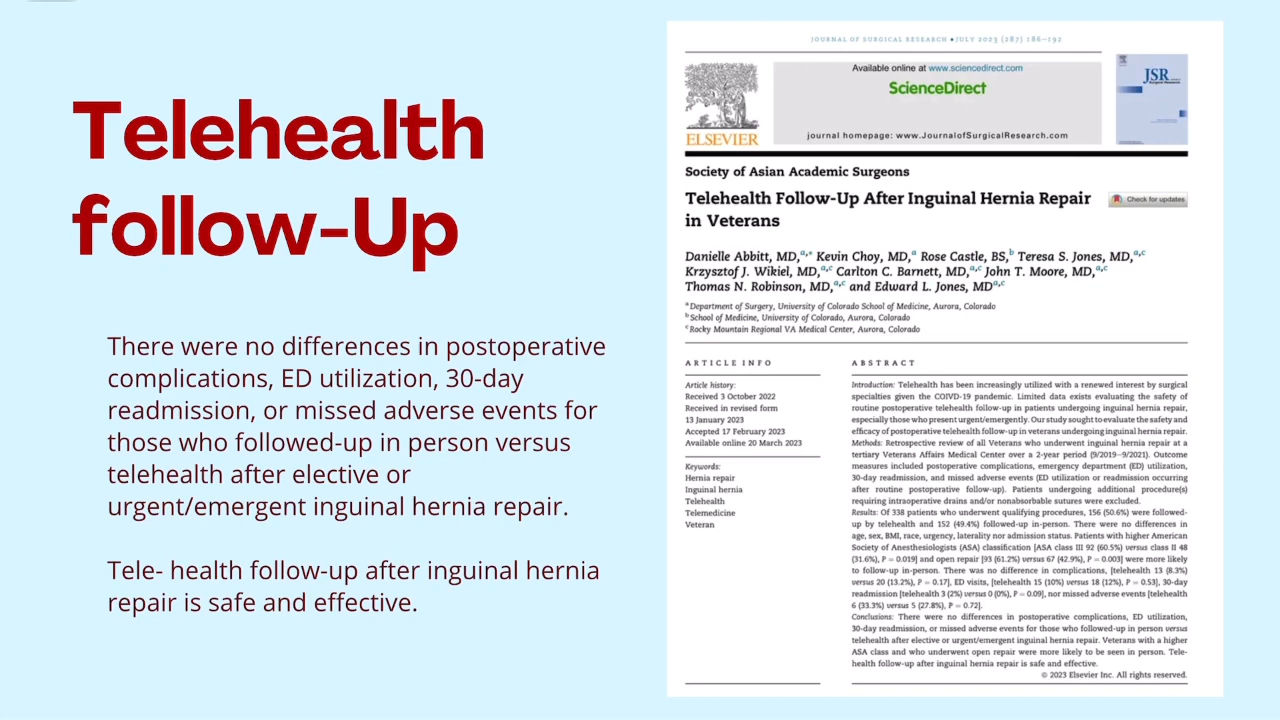 Telehealth
follow-Up
There were no differences in postoperative
complications, ED utilization, 30-day
readmission, or missed adverse events for
those who followed-up in person versus
telehealth after elective or
urgent/emergent inguinal hernia repair.
Tele- health follow-up after inguinal hernia
repair is safe and effective.
JOURNAL OF SURGICAL RESEARCH • JULY 2023 (287) 186–192
ELSEVIER
Available online at www.sciencedirect.com
ScienceDirect
journal homepage: www.JournalofSurgicalResearch.com
JSR
Society of Asian Academic Surgeons
Telehealth Follow-Up After Inguinal Hernia Repair
in Veterans
Check for updates
Danielle Abbitt, MD,a,* Kevin Choy, MD,a Rose Castle, BS,b Teresa S. Jones, MD,a,c
Krzysztof J. Wikiel, MD,a,c Carlton C. Barnett, MD,a,c John T. Moore, MD,a,c
Thomas N. Robinson, MD,a,c and Edward L. Jones, MDa,c
a Department of Surgery, University of Colorado School of Medicine, Aurora, Colorado
b School of Medicine, University of Colorado, Aurora, Colorado
c Rocky Mountain Regional VA Medical Center, Aurora, Colorado
ARTICLE INFO
Article history:
Received 3 October 2022
Received in revised form
13 January 2023
Accepted 17 February 2023
Available online 20 March 2023
Keywords:
Hernia repair
Inguinal hernia
Telehealth
Telemedicine
Veteran
ABSTRACT
Introduction: Telehealth has been increasingly utilized with a renewed interest by surgical
specialties given the COIVD-19 pandemic. Limited data exists evaluating the safety of
routine postoperative telehealth follow-up in patients undergoing inguinal hernia repair,
especially those who present urgent/emergently. Our study sought to evaluate the safety and
efficacy of postoperative telehealth follow-up in veterans undergoing inguinal hernia repair.
Methods: Retrospective review of all Veterans who underwent inguinal hernia repair at a
tertiary Veterans Affairs Medical Center over a 2-year period (9/2019–9/2021). Outcome
measures included postoperative complications, emergency department (ED) utilization,
30-day readmission, and missed adverse events (ED utilization or readmission occurring
after routine postoperative follow-up). Patients undergoing additional procedure(s)
requiring intraoperative drains and/or nonabsorbable sutures were excluded.
Results: Of 338 patients who underwent qualifying procedures, 156 (50.6%) were followed-
up by telehealth and 152 (49.4%) followed-up in-person. There were no differences in
age, sex, BMI, race, urgency, laterality nor admission status. Patients with higher American
Society of Anesthesiologists (ASA) classification [ASA class III 92 (60.5%) versus class II 48
(31.6%), P = 0.019] and open repair [93 (61.2%) versus 67 (42.9%), P = 0.003] were more likely
to follow-up in-person. There was no difference in complications, [telehealth 13 (8.3%)
versus 20 (13.2%), P = 0.17], ED visits, [telehealth 15 (10%) versus 18 (12%), P = 0.53], 30-day
readmission [telehealth 3 (2%) versus 0 (0%), P = 0.09], nor missed adverse events [telehealth
6 (33.3%) versus 5 (27.8%), P = 0.72].
Conclusions: There were no differences in postoperative complications, ED utilization,
30-day readmission, or missed adverse events for those who followed-up in person versus
telehealth after elective or urgent/emergent inguinal hernia repair. Veterans with a higher
ASA class and who underwent open repair were more likely to be seen in person. Tele-
health follow-up after inguinal hernia repair is safe and effective.
© 2023 Elsevier Inc. All rights reserved.